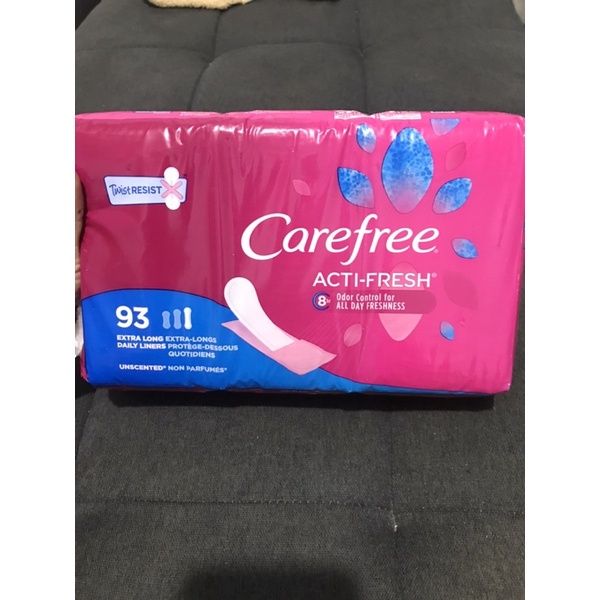 TwistRESIST
Carefree®
ACTI-FRESH®
8hr Odor Control for
ALL DAY FRESHNESS
93
EXTRA LONG EXTRA-LONGS
DAILY LINERS PROTÈGE-DESSOUS
QUOTIDIENS
UNSCENTED* NON PARFUMÉS*